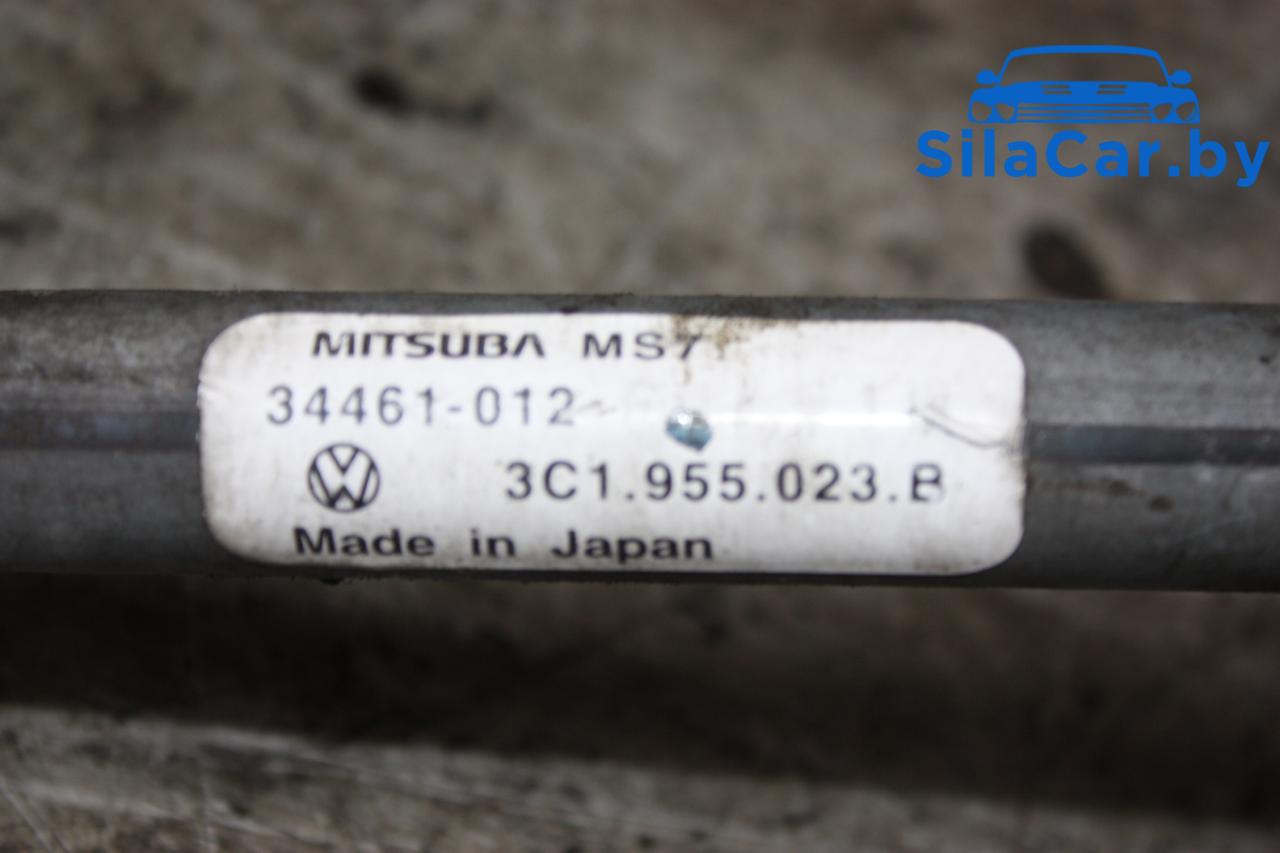 SilaCar.by
MITSUBA MS7
34461-012
3C1.955.023.B
Made in Japan